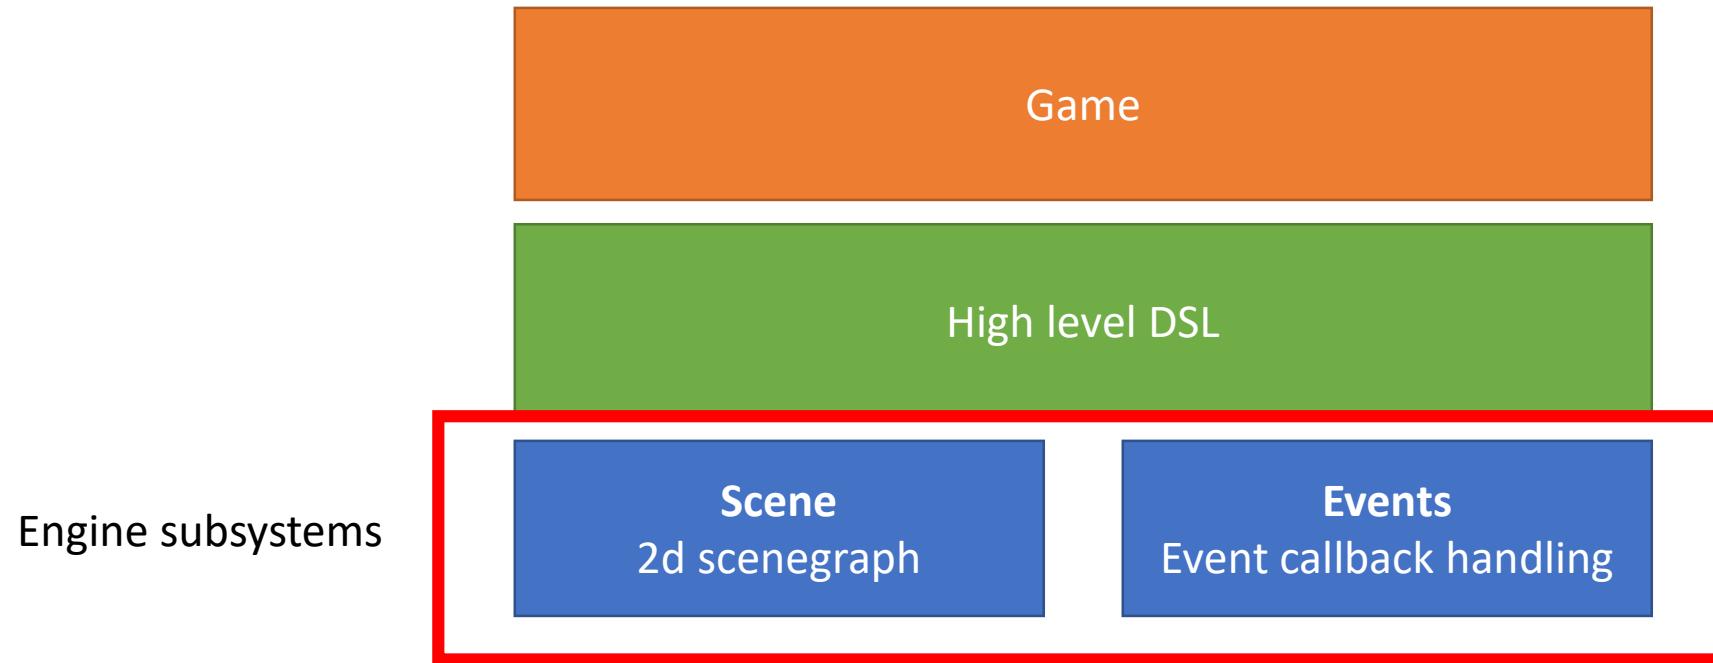 Game
High level DSL
Engine subsystems
Scene
2d scenegraph
Events
Event callback handling